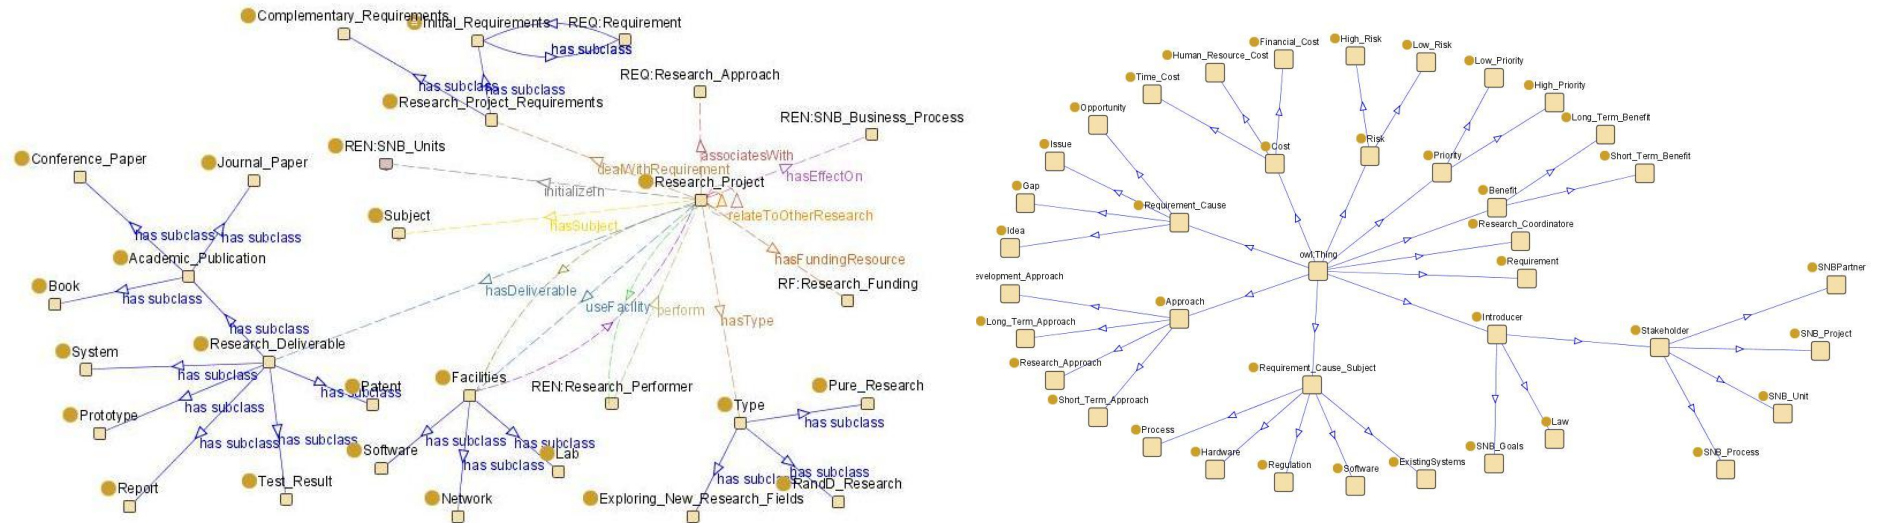 Complementary_Requirements
Initial_Requirements
REQ:Requirement
has subclass
REQ:Research_Approach
has subclass
has subclass
Research_Project_Requirements
REN:SNB_Business_Process
REN:SNB_Units
associatesWith
dealWithRequirement
hasEffectOn
Conference_Paper
Journal_Paper
Research_Project
initializeIn
Subject
hasSubject
relateToOtherResearch
has subclass
has subclass
Academic_Publication
hasFundingResource
Book
has subclass
hasDeliverable
RF:Research_Funding
useFacility
perform
hasType
has subclass
Research_Deliverable
System
has subclass
Facilities
REN:Research_Performer
Pure_Research
Patent
has subclass
Type
has subclass
Prototype
has subclass
has subclass
has subclass
has subclass
has subclass
Software
Lab
has subclass
has subclass
has subclass
Report
Test_Result
Network
Exploring_New_Research_Fields
RandD_Research
Financial_Cost
High_Risk
Low_Risk
Human_Resource_Cost
Low_Priority
Time_Cost
High_Priority
Opportunity
Long_Term_Benefit
Issue
Cost
Risk
Priority
Short_Term_Benefit
Gap
Benefit
Requirement_Cause
Research_Coordinatore
Idea
owl:Thing
Requirement
SNBPartner
evelopment_Approach
Approach
Long_Term_Approach
Introducer
Stakeholder
SNB_Project
Research_Approach
Requirement_Cause_Subject
Short_Term_Approach
SNB_Unit
Process
Law
Hardware
Regulation
Software
ExistingSystems
SNB_Goals
SNB_Process